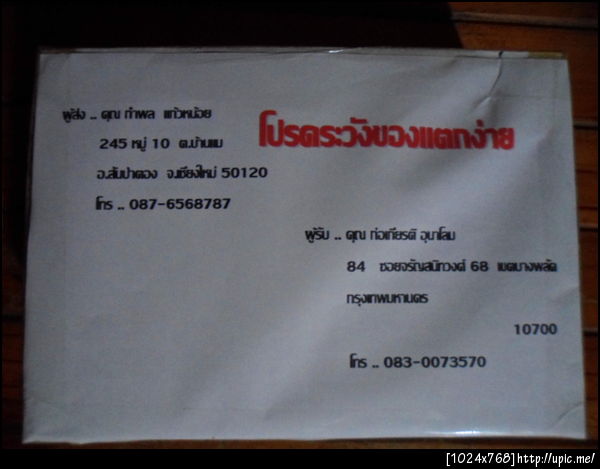 ผู้ส่ง .. คุณ กำพล แก้วหน่อย
โปรดระวังของแตกง่าย
245 หมู่ 10 ต.บ้านแม
อ.สันป่าตอง จ.เชียงใหม่ 50120
โทร .. 087-6568787
ผู้รับ .. คุณ ก่อเกียรติ อุนาโลม
84 ซอยจรัญสนิทวงศ์ 68 เขตบางพลัด
กรุงเทพมหานคร
10700
โทร .. 083-0073570
[1024x768]http://upic.me/